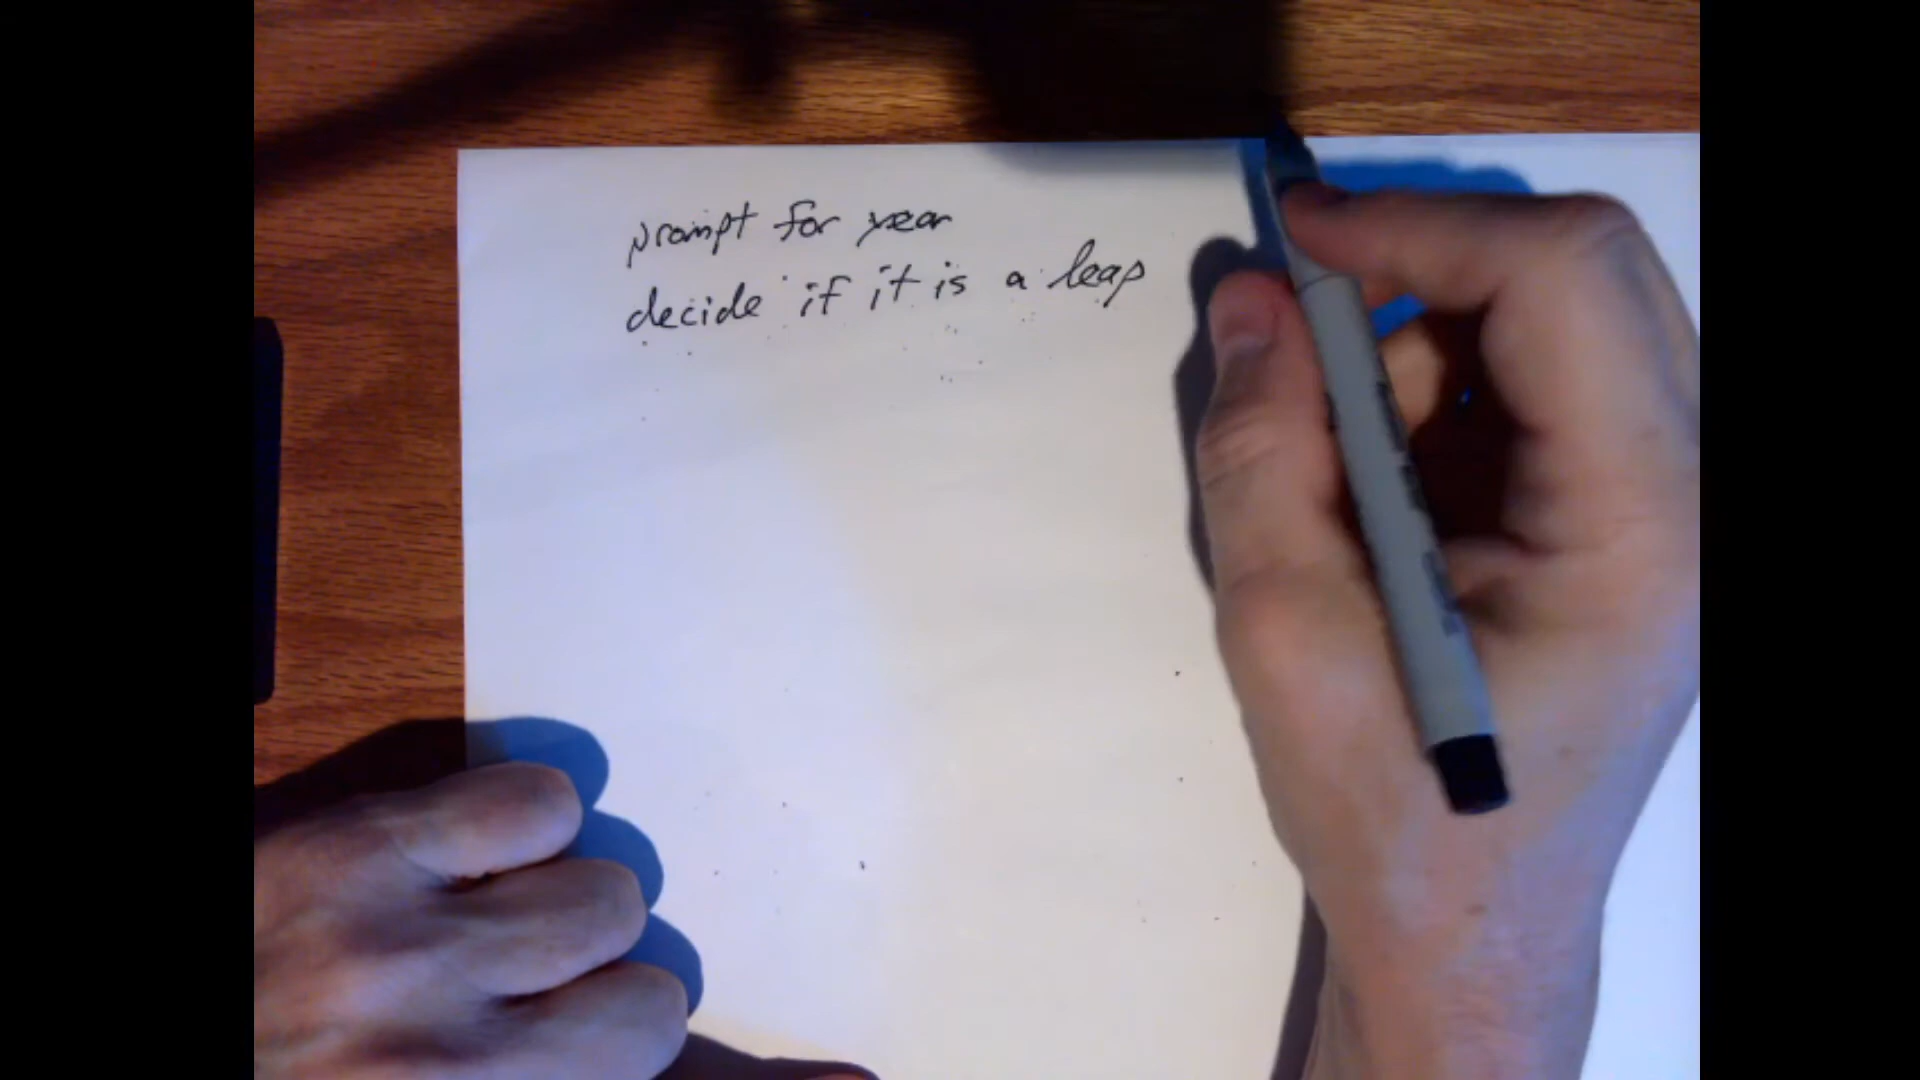 prompt for year
decide if it is a leap